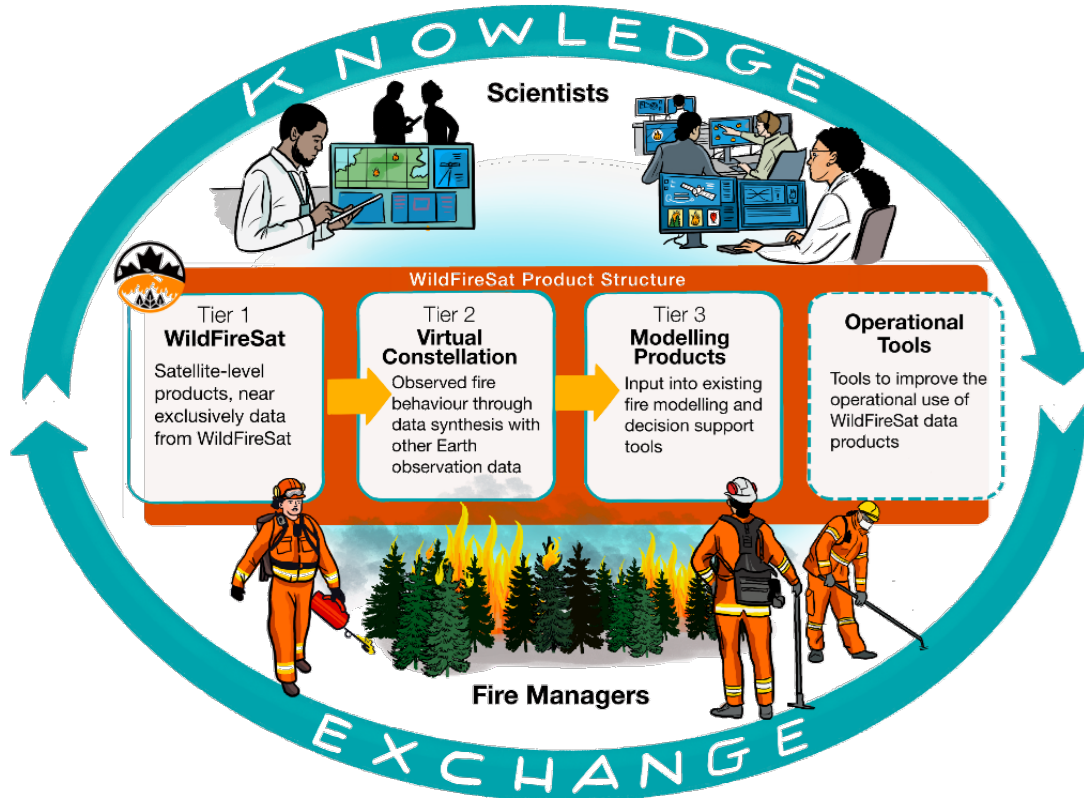 KNOWLEDGE
Scientists
WildFireSat Product Structure
Tier 1
WildFireSat
Satellite-level
products, near
exclusively data
from WildFireSat
Tier 2
Virtual
Constellation
Observed fire
behaviour through
data synthesis with
other Earth
observation data
Tier 3
Modelling
Products
Input into existing
fire modelling and
decision support
tools
Operational
Tools
Tools to improve the
operational use of
WildFireSat data
products
Fire Managers
EXCHANGE